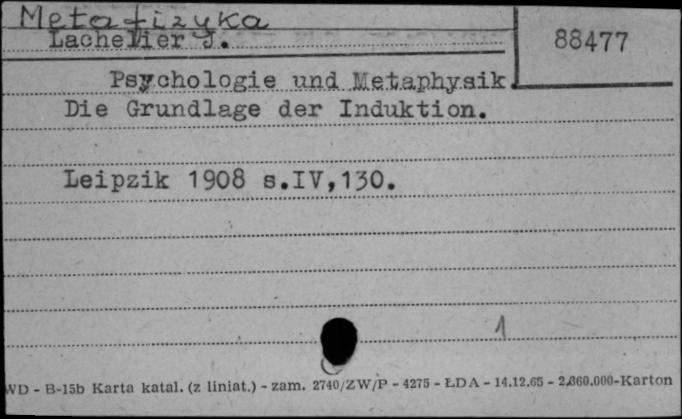 Metafizyka
Lachelier J.
88477
Psychologie und Metaphysik
Die Grundlage der Induktion.
Leipzik 1908 s.IV,130.
1
WD - B-15b Karta katal. (z liniat.) - zam. 2740/ZW/P - 4275 - ŁDA - 14.12.65 - 2.860.000-Karton